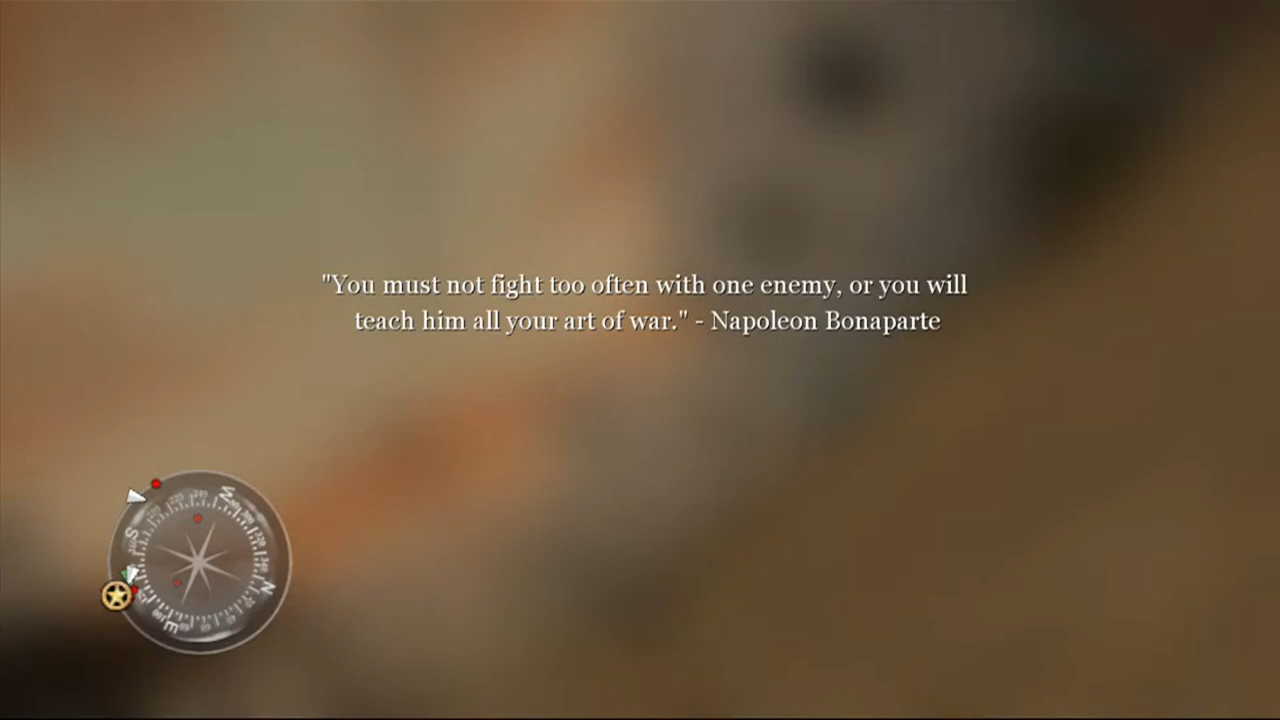 "You must not fight too often with one enemy, or you will
teach him all your art of war." - Napoleon Bonaparte
S
W
N
E
240